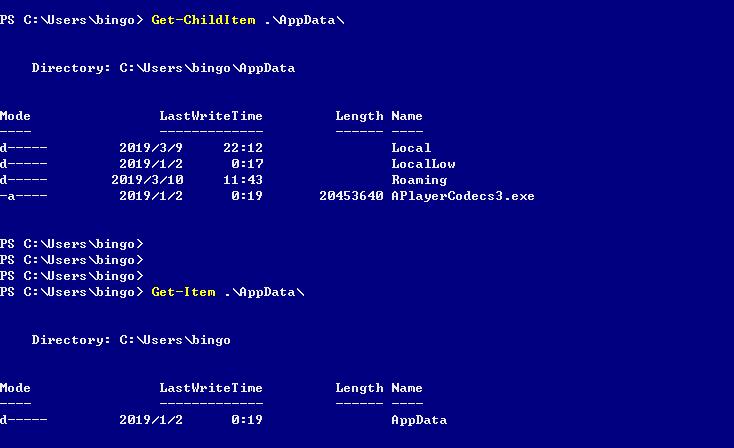 PS C:\Users\bingo> Get-ChildItem .\AppData\
Directory: C:\Users\bingo\AppData
Mode LastWriteTime Length Name
---- ------------- ------ ----
d----- 2019/3/9 22:12 Local
d----- 2019/1/2 0:17 LocalLow
d----- 2019/3/10 11:43 Roaming
-a---- 2019/1/2 0:19 20453640 APlayerCodecs3.exe
PS C:\Users\bingo>
PS C:\Users\bingo>
PS C:\Users\bingo>
PS C:\Users\bingo> Get-Item .\AppData\
Directory: C:\Users\bingo
Mode LastWriteTime Length Name
---- ------------- ------ ----
d----- 2019/1/2 0:19 AppData